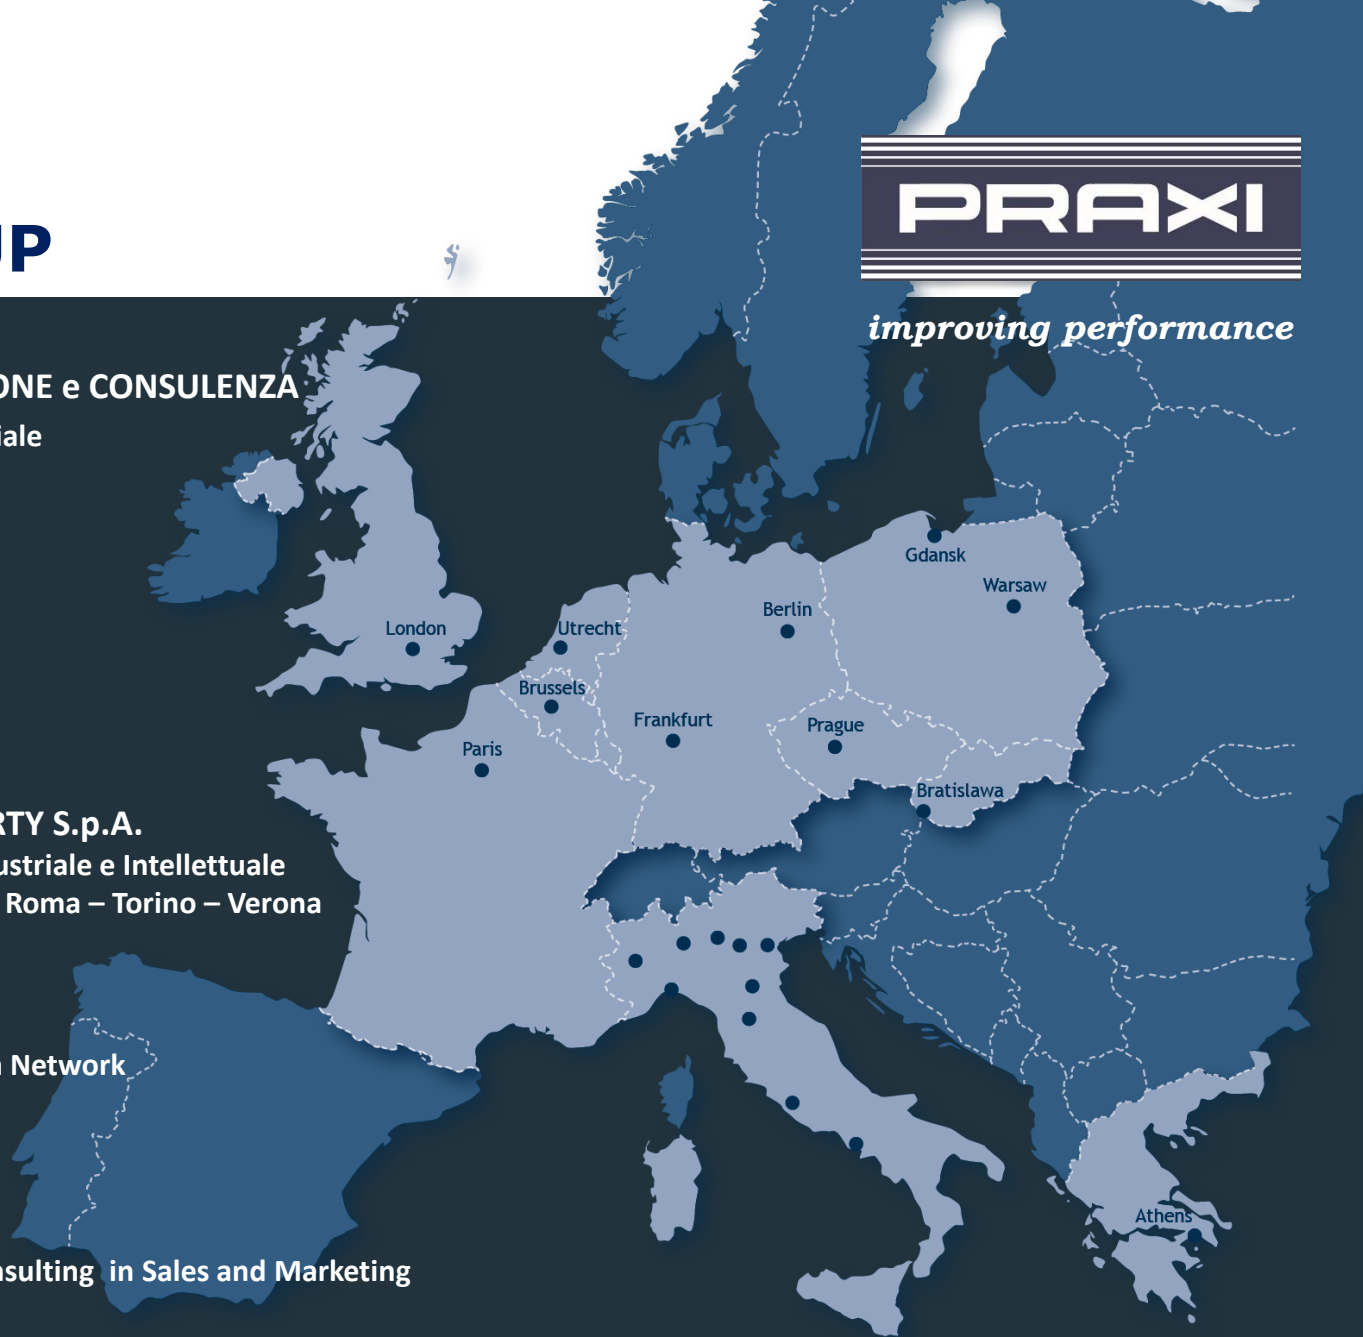 UP
PRAXI
improving performance
ONE e CONSULENZA
iale
Gdansk
Warsaw
Berlin
London
Utrecht
Brussels
Frankfurt
Prague
Paris
Bratislawa
RTY S.p.A.
ustriale e Intellettuale
Roma – Torino – Verona
Network
nsulting in Sales and Marketing
Athens